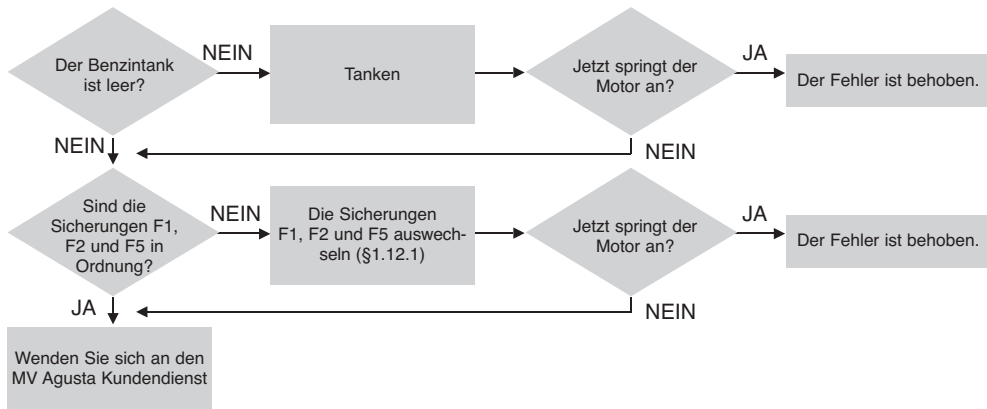 Der Benzintank
ist leer?
NEIN
Tanken
Jetzt springt der
Motor an?
JA
Der Fehler ist behoben.
NEIN
NEIN
Sind die
Sicherungen F1,
F2 und F5 in
Ordnung?
NEIN
Die Sicherungen
F1, F2 und F5 auswech-
seln (§1.12.1)
Jetzt springt der
Motor an?
JA
Der Fehler ist behoben.
JA
NEIN
Wenden Sie sich an den
MV Agusta Kundendienst